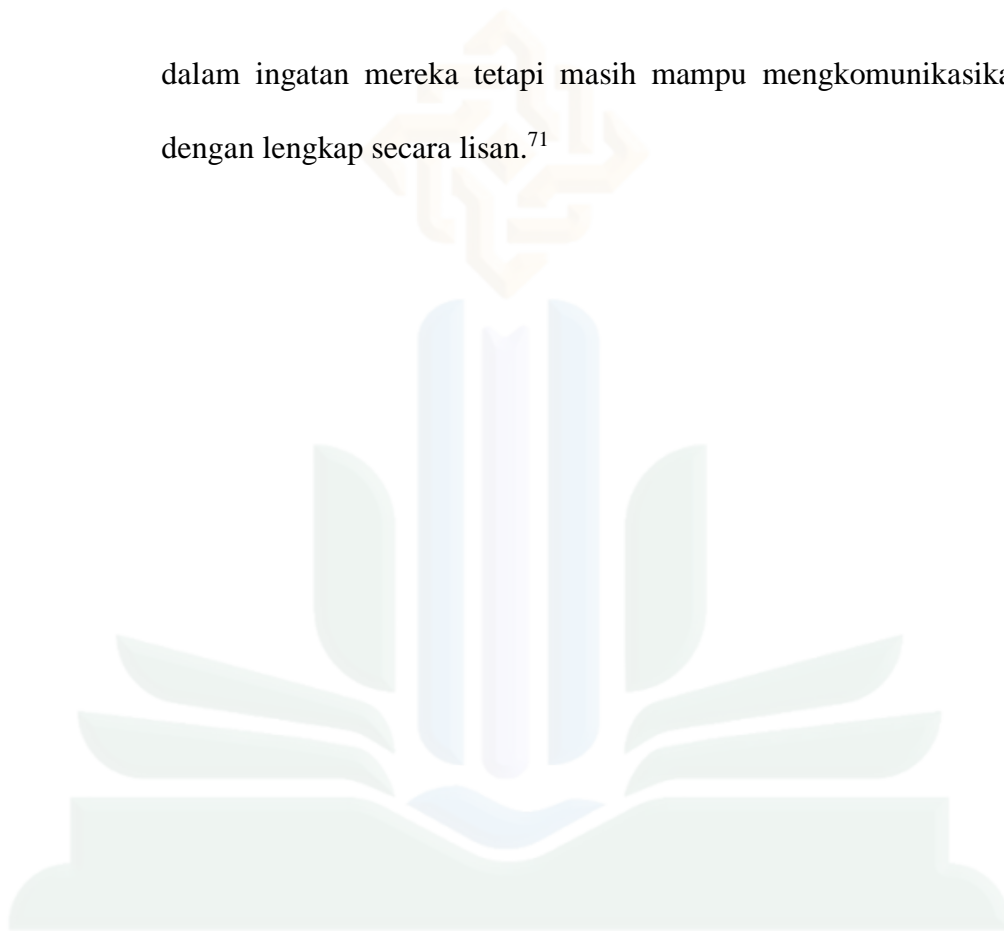 dalam ingatan mereka tetapi masih mampu mengkomunikasika
dengan lengkap secara lisan.71